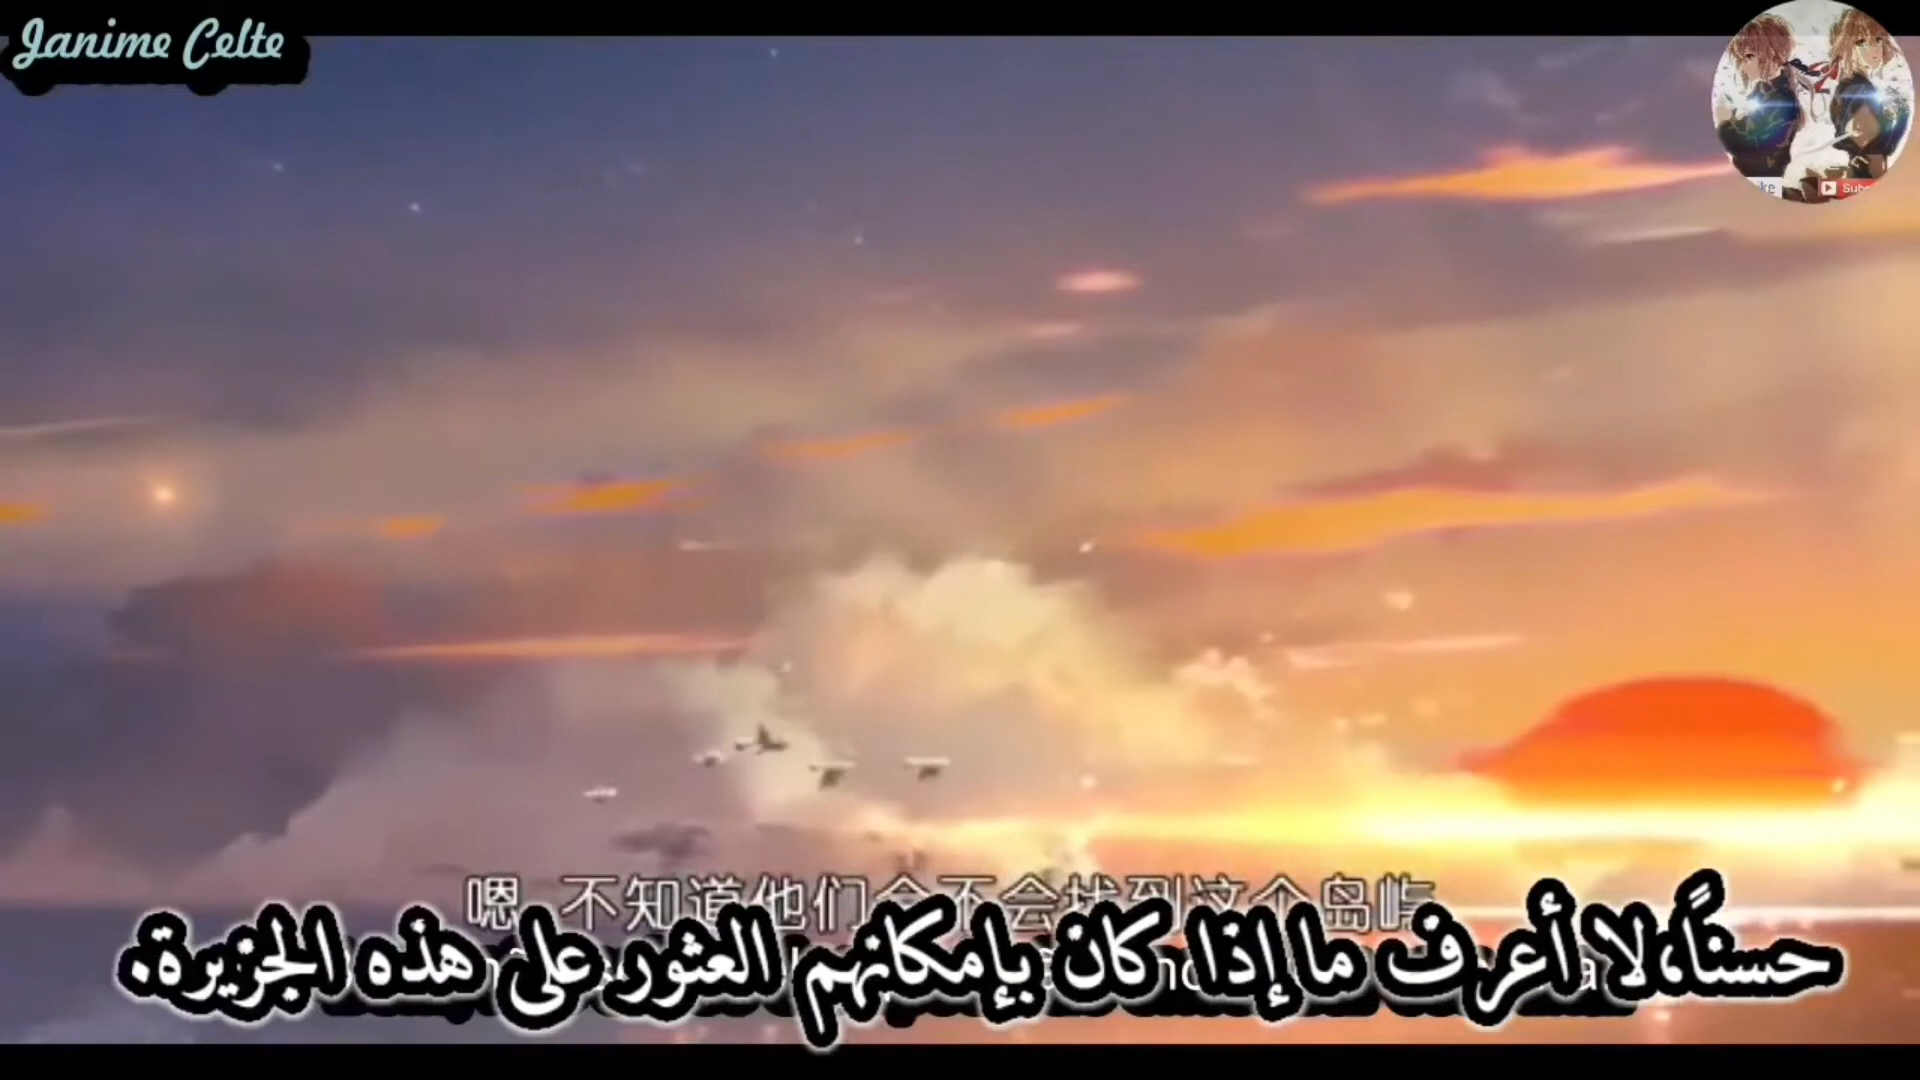 Janime Celte
嗯 不知道他们会不会找到这个岛屿
حسناً،لا أعرف ما إذا كان بإمكانهم العثور على هذه الجزيرة.